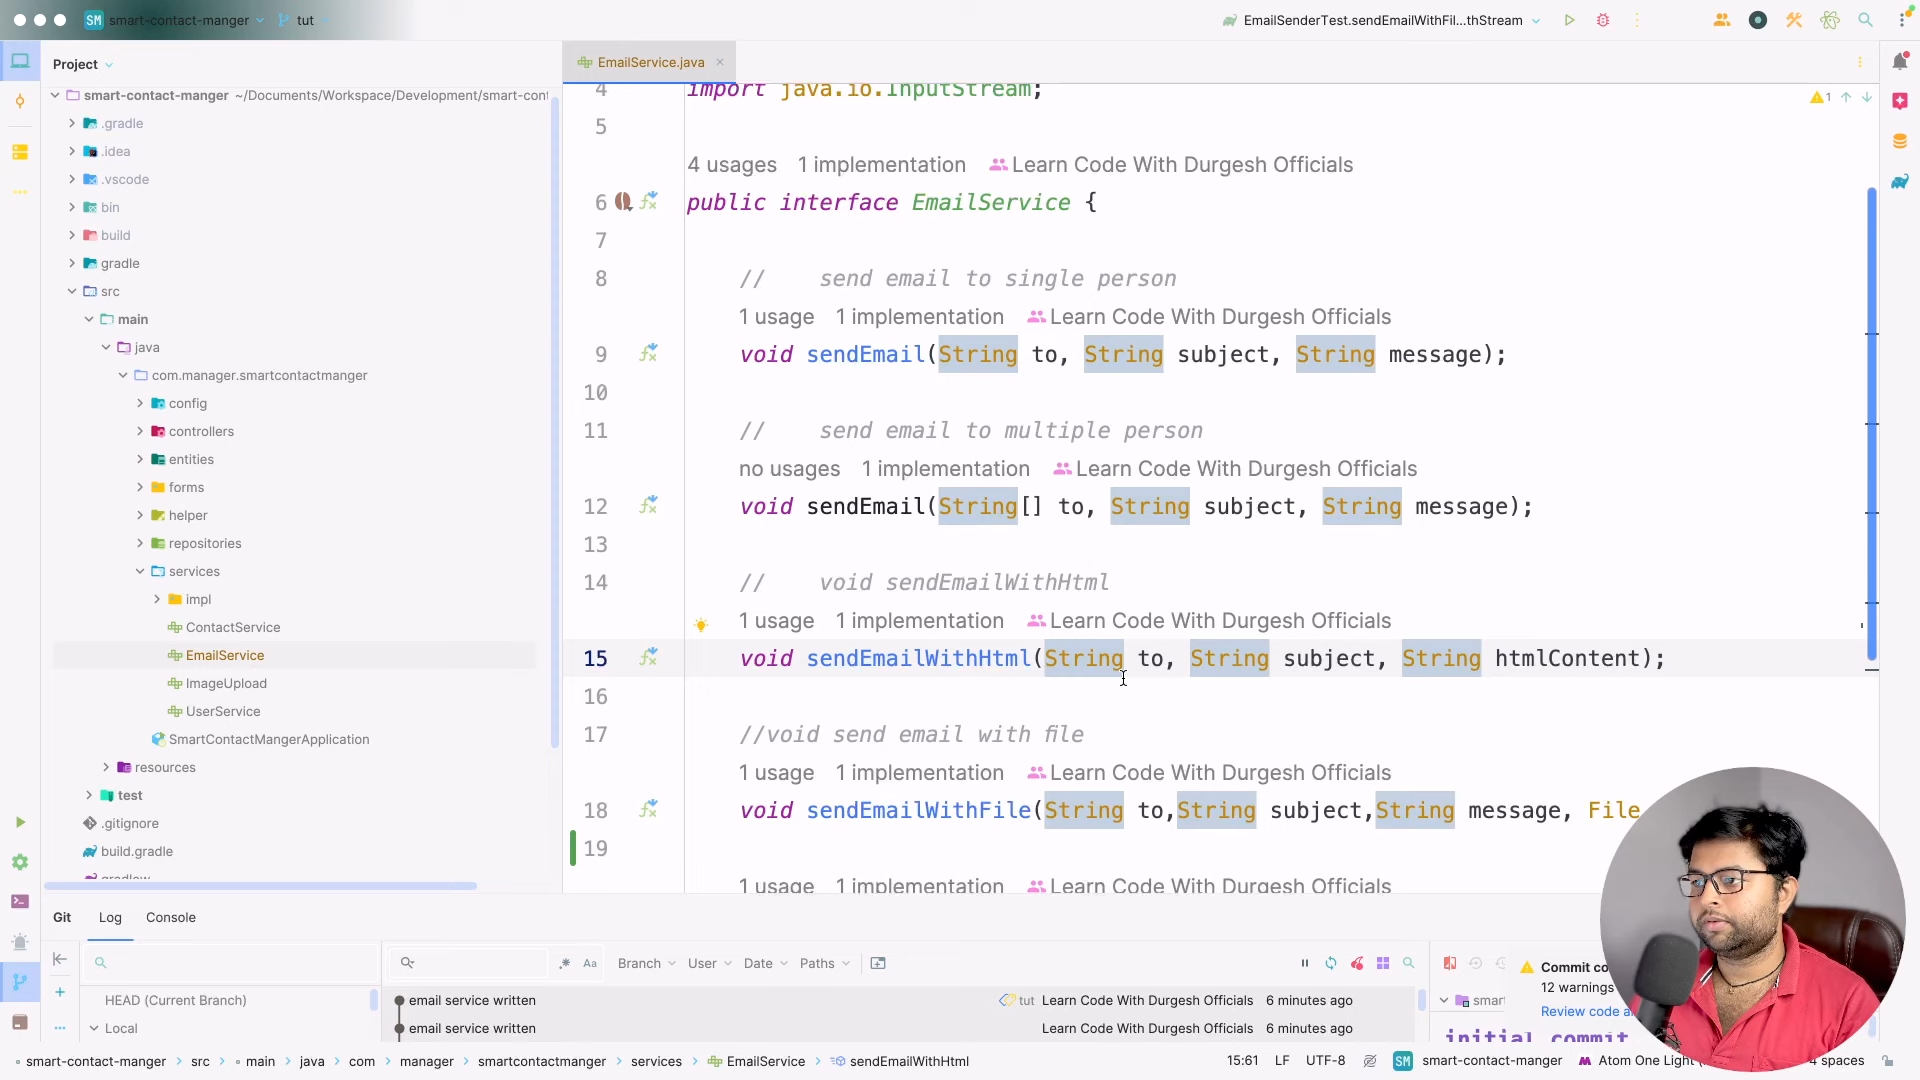 SM smart-contact-manger tut
EmailSenderTest.sendEmailWithFil...thStream
Project
EmailService.java
smart-contact-manger ~/Documents/Workspace/Development/smart-cont
.gradle
.idea
.vscode
bin
build
gradle
src
main
java
com.manager.smartcontactmanger
config
controllers
entities
forms
helper
repositories
services
impl
ContactService
EmailService
ImageUpload
UserService
SmartContactMangerApplication
resources
test
.gitignore
build.gradle
gradlew
1
4 import java.io.InputStream;
5
4 usages 1 implementation Learn Code With Durgesh Officials
6 public interface EmailService {
7
8 // send email to single person
1 usage 1 implementation Learn Code With Durgesh Officials
9 void sendEmail(String to, String subject, String message);
10
11 // send email to multiple person
no usages 1 implementation Learn Code With Durgesh Officials
12 void sendEmail(String[] to, String subject, String message);
13
14 // void sendEmailWithHtml
1 usage 1 implementation Learn Code With Durgesh Officials
15 void sendEmailWithHtml(String to, String subject, String htmlContent);
16
17 //void send email with file
1 usage 1 implementation Learn Code With Durgesh Officials
18 void sendEmailWithFile(String to,String subject,String message, File
19
1 usage 1 implementation Learn Code With Durgesh Officials
Git Log Console
Aa Branch User Date Paths
HEAD (Current Branch)
Local
email service written tut Learn Code With Durgesh Officials 6 minutes ago
email service written Learn Code With Durgesh Officials 6 minutes ago
smart
initial commit
Commit co
12 warnings
Review code
smart-contact-manger > src > main > java > com > manager > smartcontactmanger > services > EmailService > sendEmailWithHtml
15:61 LF UTF-8 SM smart-contact-manger Atom One Light ( 4 spaces